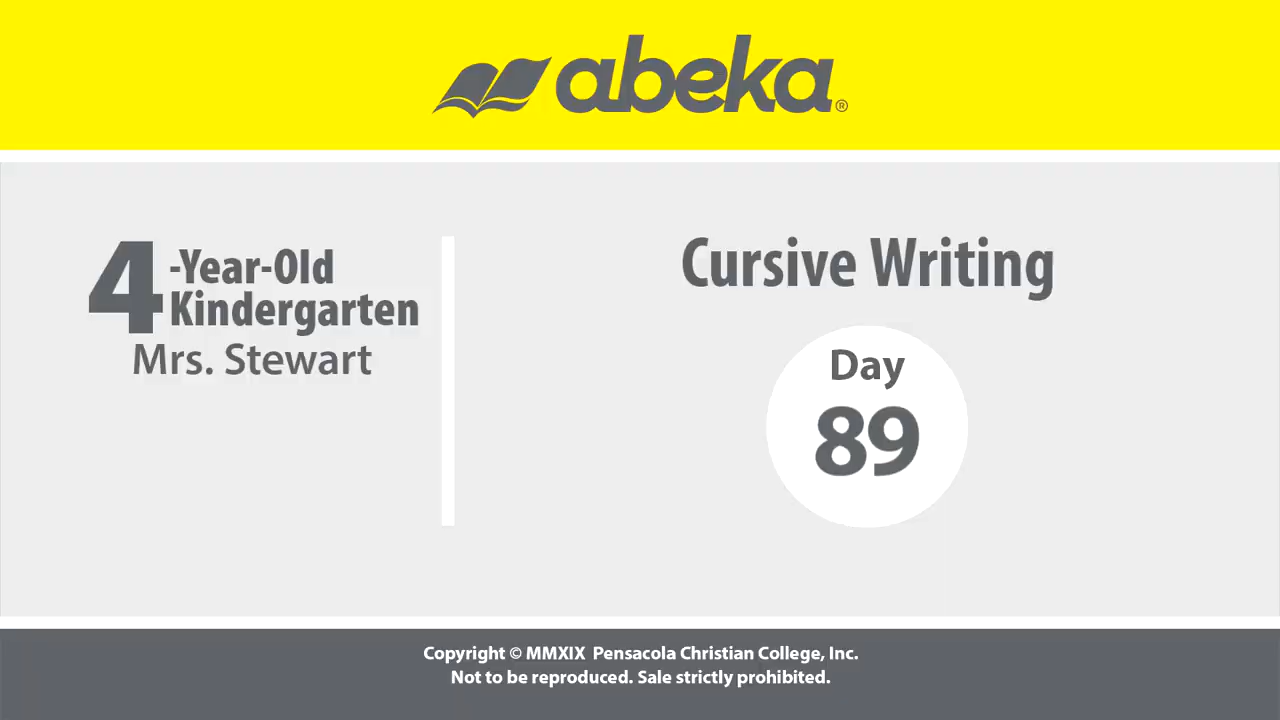 abeka®
4-Year-Old
Kindergarten
Mrs. Stewart
Cursive Writing
Day
89
Copyright © MMXIX Pensacola Christian College, Inc.
Not to be reproduced. Sale strictly prohibited.